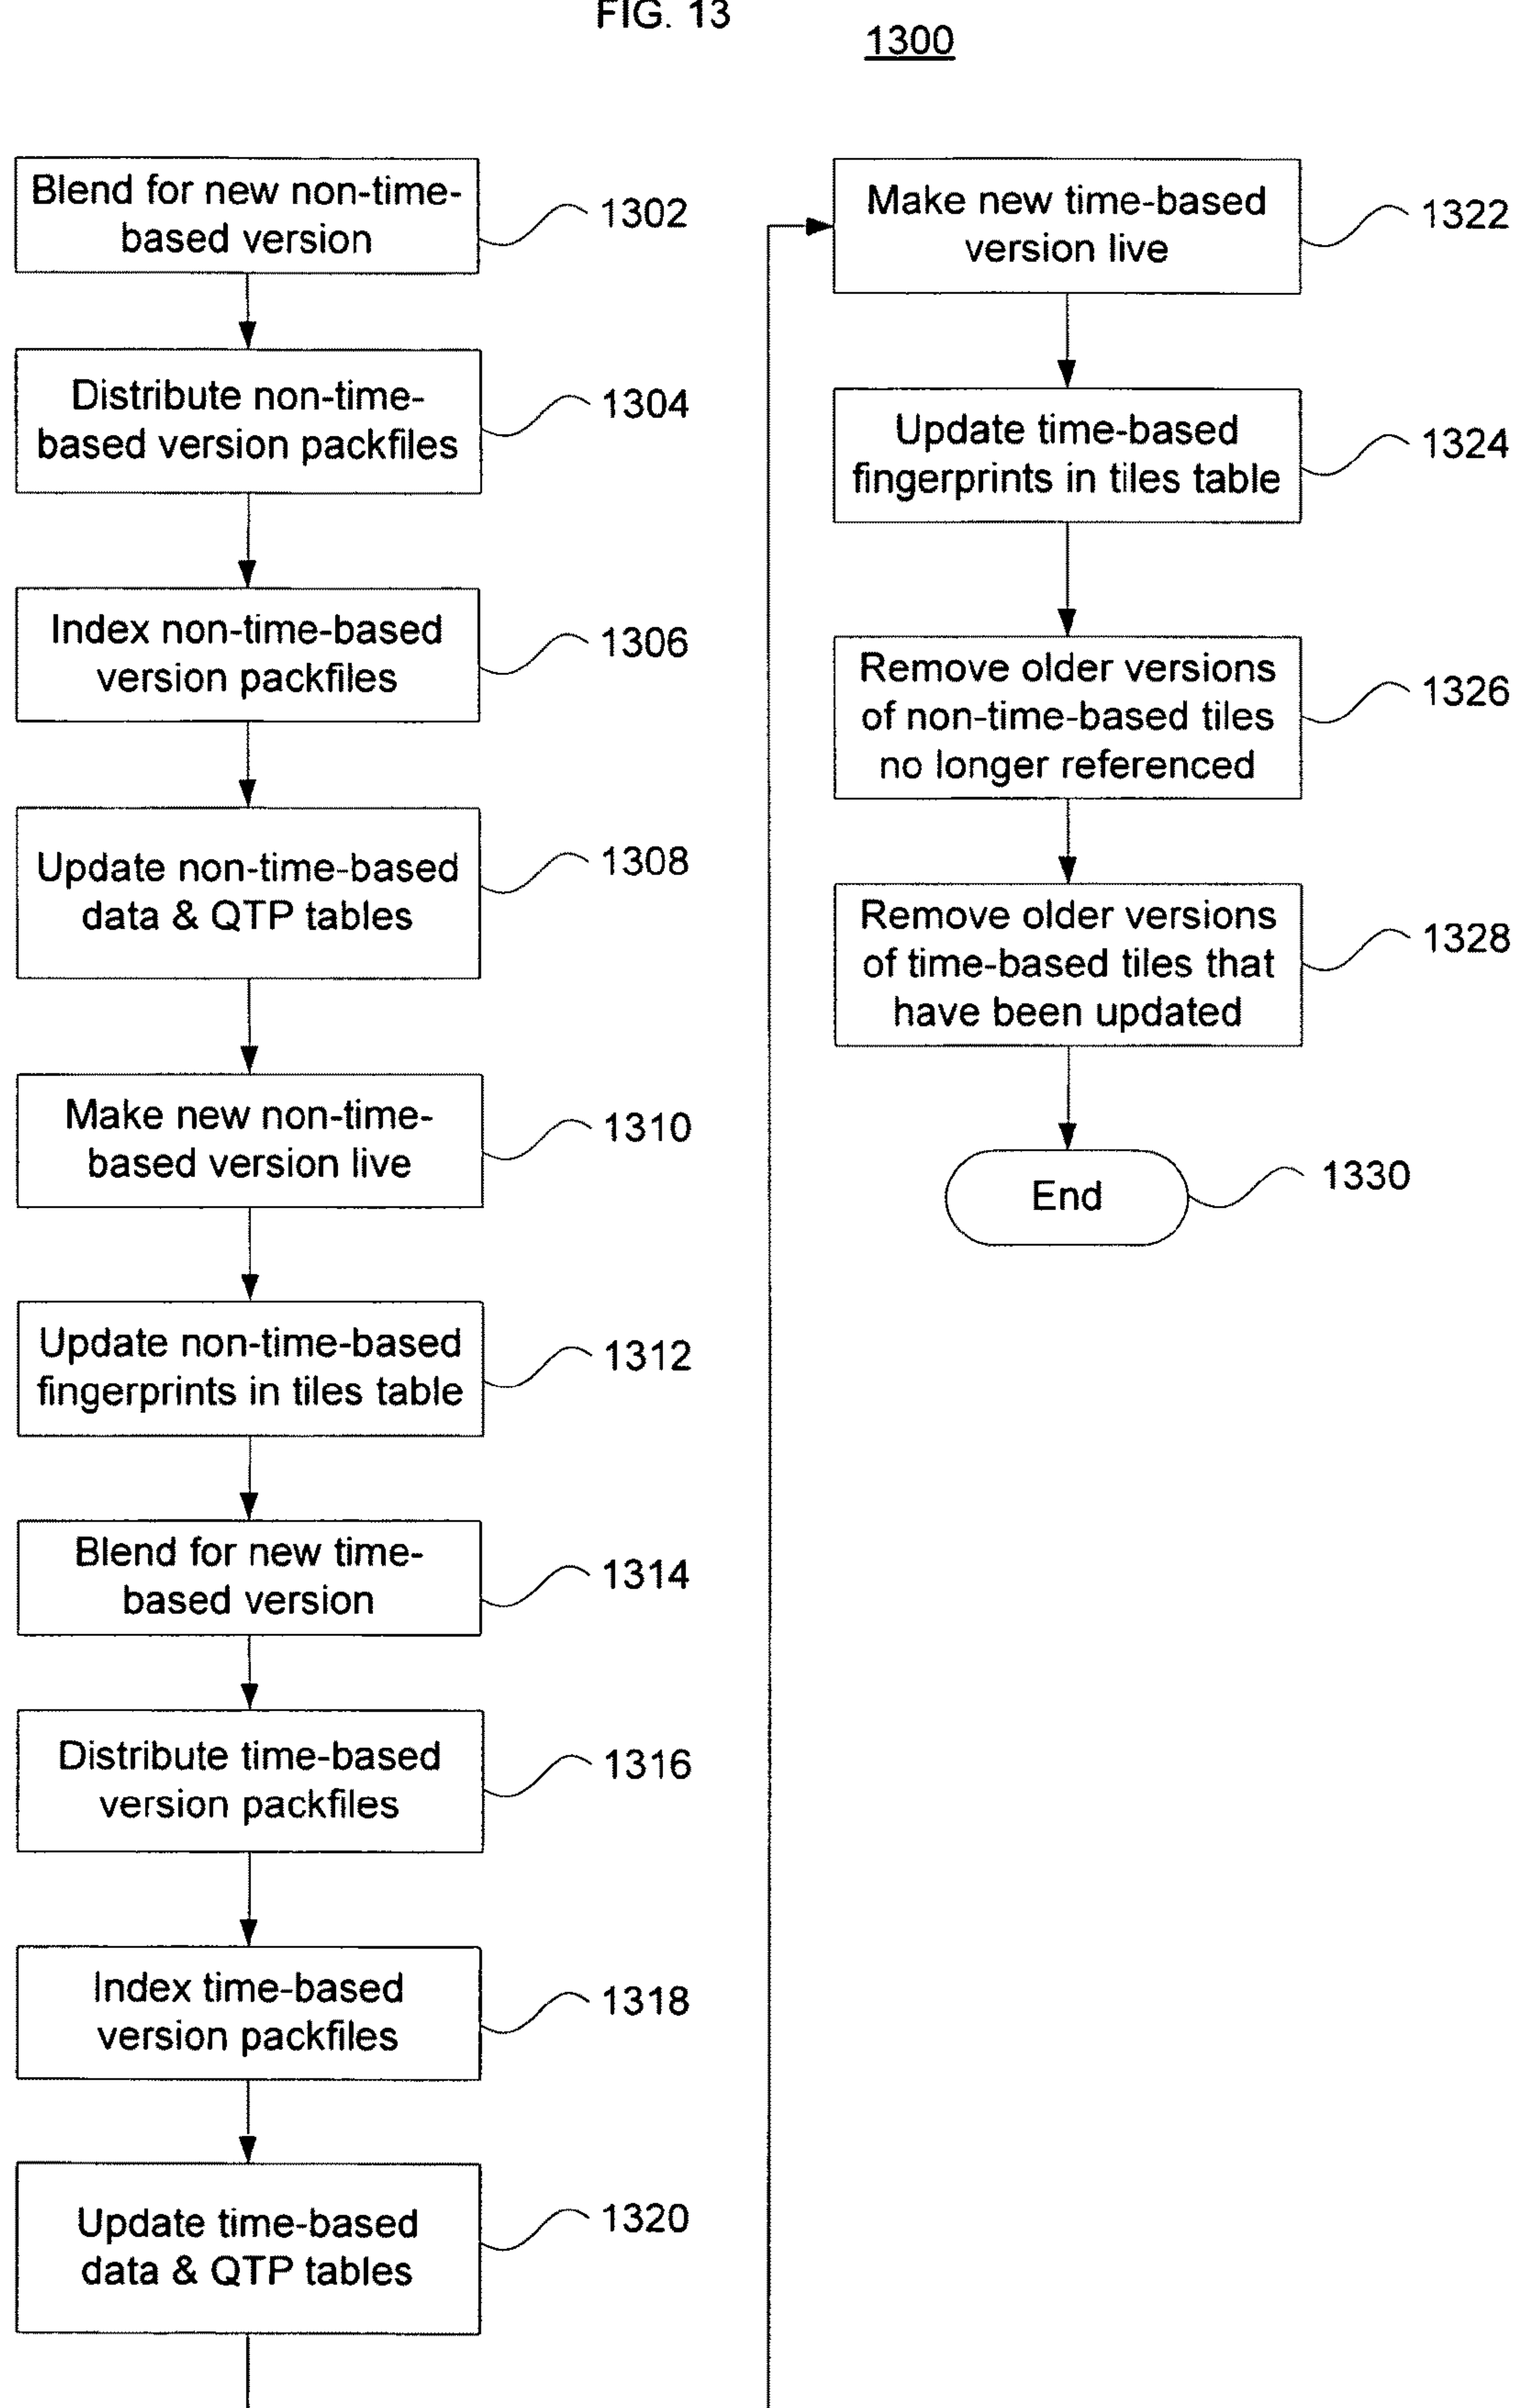 FIG. 13
1300
Blend for new non-time-
based version
1302
Distribute non-time-
based version packfiles
1304
Index non-time-based
version packfiles
1306
Update non-time-based
data & QTP tables
1308
Make new non-time-
based version live
1310
Update non-time-based
fingerprints in tiles table
1312
Blend for new time-
based version
1314
Distribute time-based
version packfiles
1316
Index time-based
version packfiles
1318
Update time-based
data & QTP tables
1320
Make new time-based
version live
1322
Update time-based
fingerprints in tiles table
1324
Remove older versions
of non-time-based tiles
no longer referenced
1326
Remove older versions
of time-based tiles that
have been updated
1328
End
1330